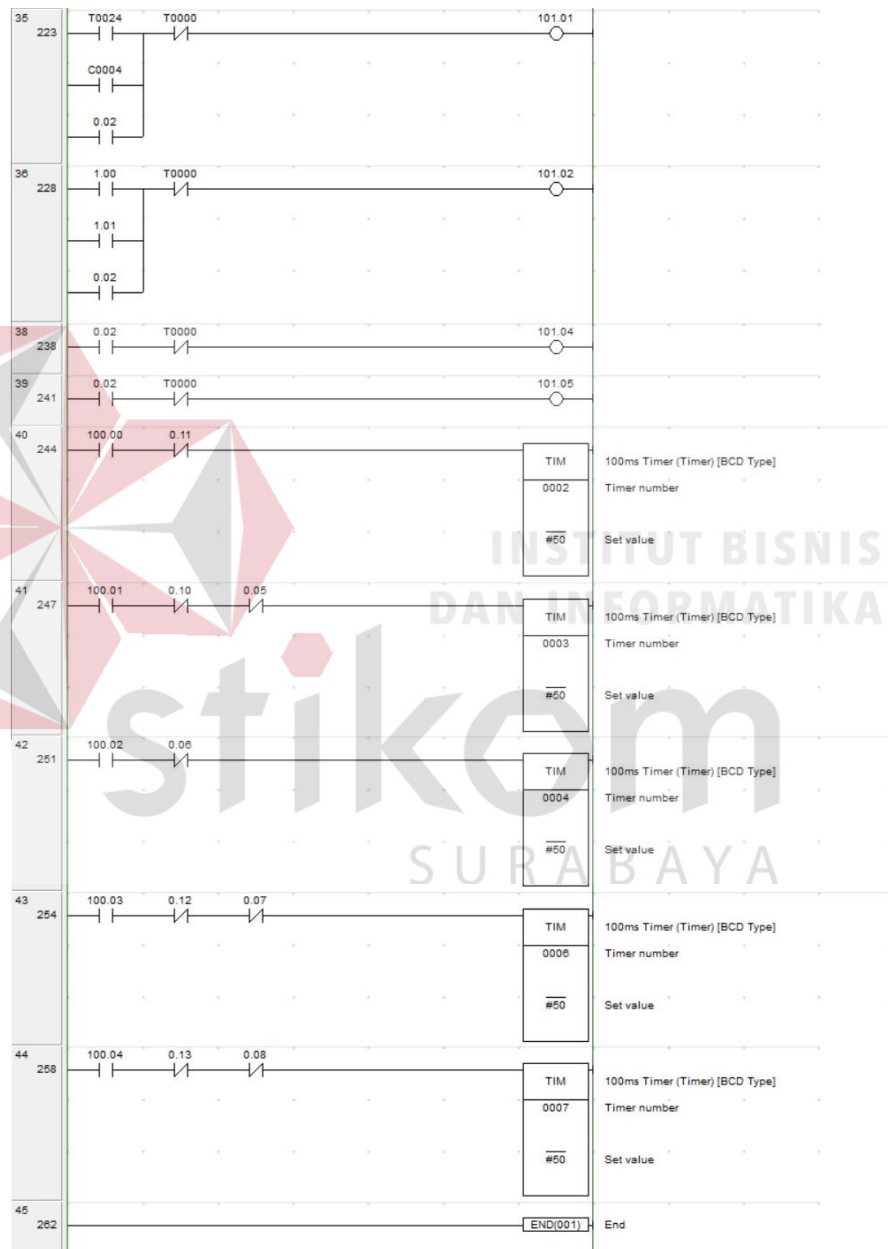 35
T0024 T0000 101.01
223
C0004
0.02
36
1.00 T0000 101.02
228
1.01
0.02
38
0.02 T0000 101.04
238
39
0.02 T0000 101.05
241
40
100.00 0.11
244
TIM 100ms Timer (Timer) [BCD Type]
0002 Timer number
#50 Set value
INSTITUT BISNIS
DAN INFORMATIKA
41
100.01 0.10 0.05
247
TIM 100ms Timer (Timer) [BCD Type]
0003 Timer number
#50 Set value
stikom
42
100.02 0.06
251
TIM 100ms Timer (Timer) [BCD Type]
0004 Timer number
#50 Set value
SURABAYA
43
100.03 0.12 0.07
254
TIM 100ms Timer (Timer) [BCD Type]
0006 Timer number
#50 Set value
44
100.04 0.13 0.08
258
TIM 100ms Timer (Timer) [BCD Type]
0007 Timer number
#50 Set value
45
262
END(001) End